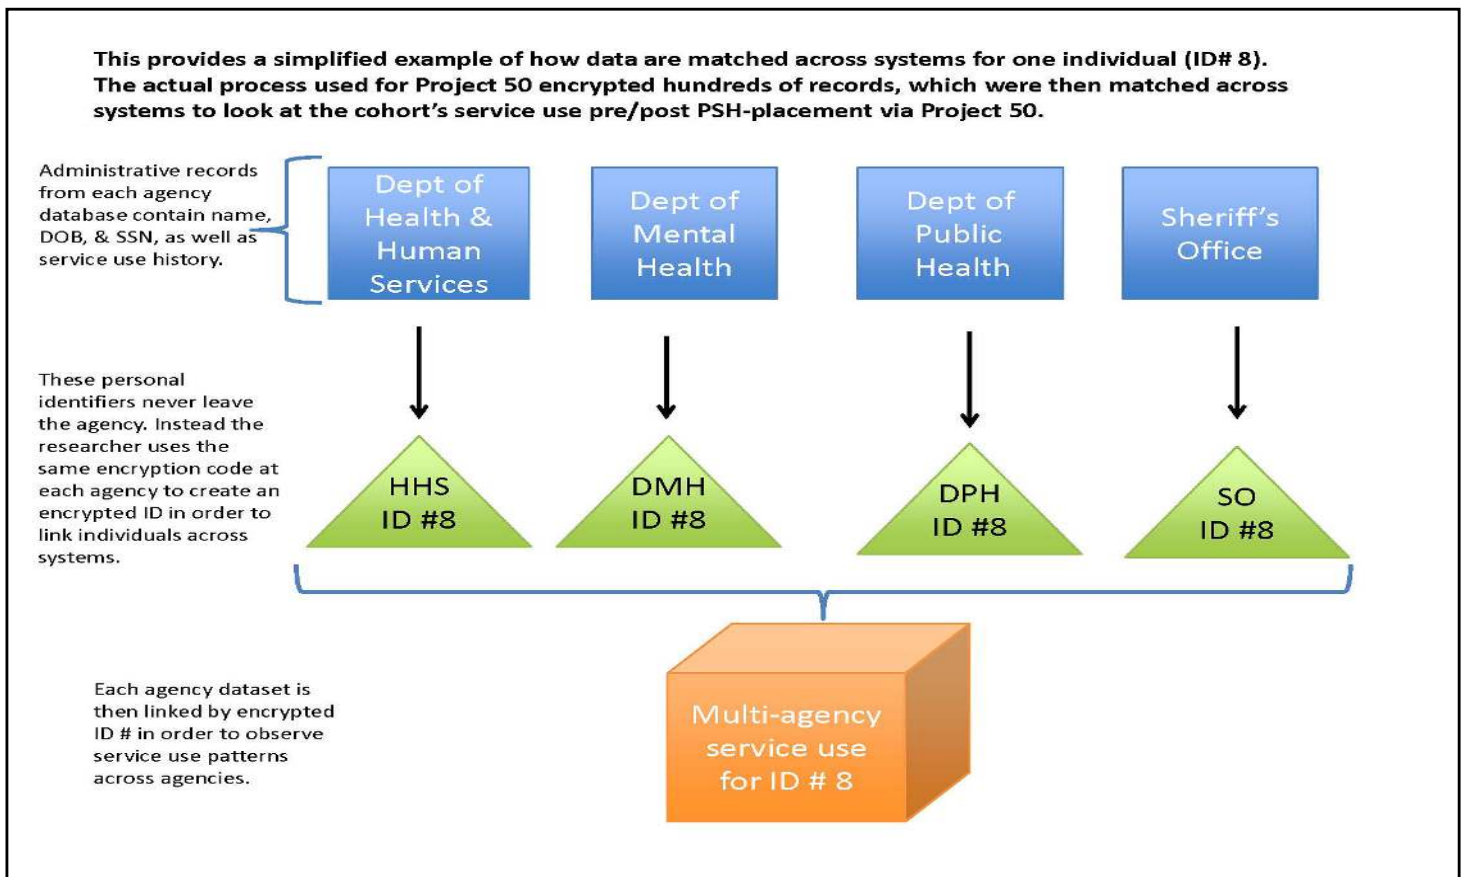 This provides a simplified example of how data are matched across systems for one individual (ID# 8).
The actual process used for Project 50 encrypted hundreds of records, which were then matched across
systems to look at the cohort's service use pre/post PSH-placement via Project 50.
Administrative records
from each agency
database contain name,
DOB, & SSN, as well as
service use history.
Dept of
Health &
Human
Services
Dept of
Mental
Health
Dept of
Public
Health
Sheriff's
Office
These personal
identifiers never leave
the agency. Instead the
researcher uses the
same encryption code at
each agency to create an
encrypted ID in order to
link individuals across
systems.
HHS
ID #8
DMH
ID #8
DPH
ID #8
SO
ID #8
Each agency dataset is
then linked by encrypted
ID # in order to observe
service use patterns
across agencies.
Multi-agency
service use
for ID # 8